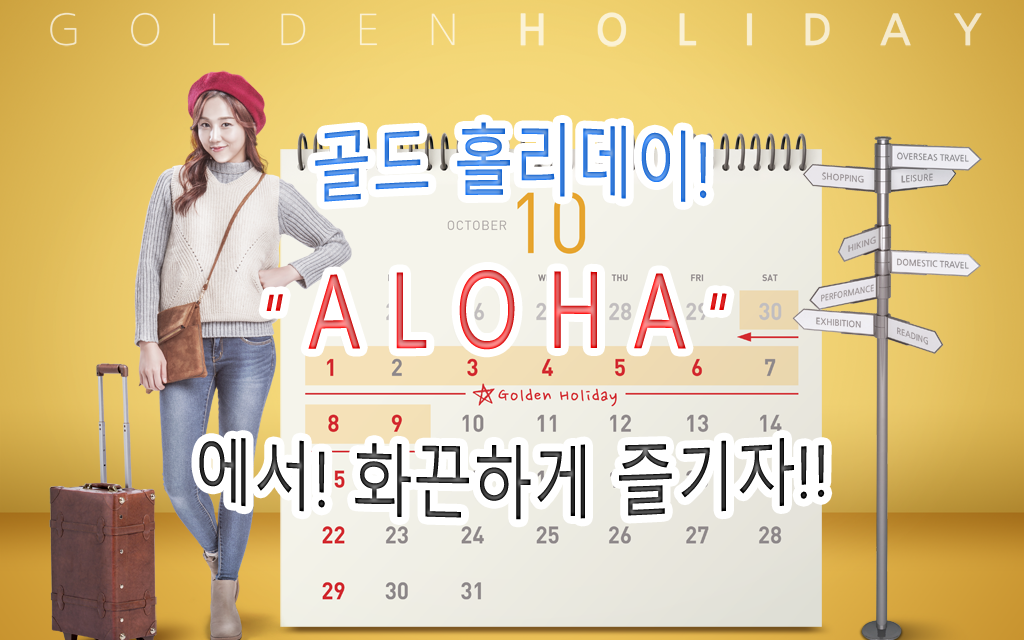 GOLDEN HOLIDAY
골드 홀리데이!
OCTOBER 10
THU FRI SAT
"ALOHA"
28 29 30
1 2 3 4 5 6 7
Golden Holiday
8 9 10 11 12 13 14
에서! 화끈하게 즐기자!!
22 23 24 25 26 27 28
29 30 31
OVERSEAS TRAVEL
SHOPPING
LEISURE
HIKING
DOMESTIC TRAVEL
PERFORMANCE
EXHIBITION
READING